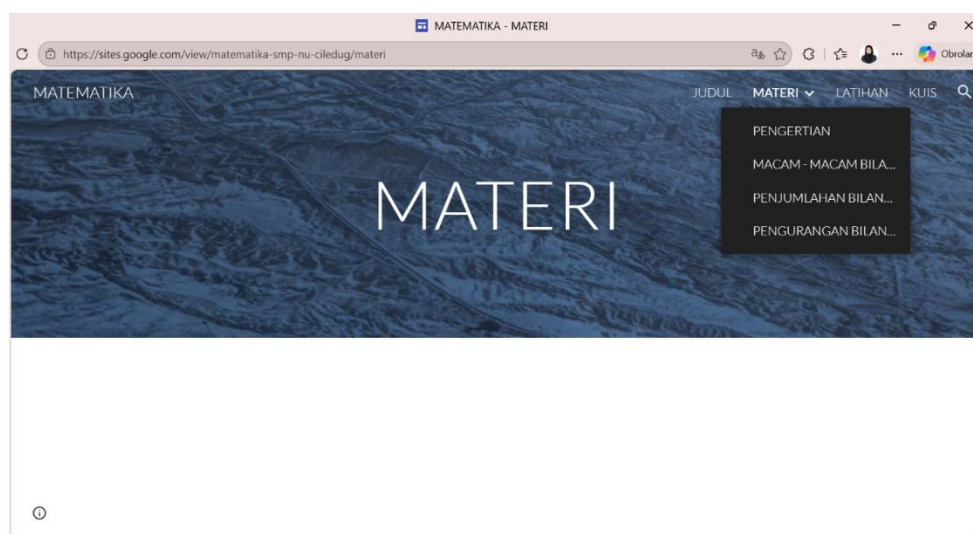 MATEMATIKA - MATERI
https://sites.google.com/view/matematika-smp-nu-ciledug/materi
Obrolan
MATEMATIKA
JUDUL MATERI LATIHAN KUIS
PENGERTIAN
MACAM - MACAM BILA...
PENJUMLAHAN BILAN...
PENGURANGAN BILAN...
MATERI